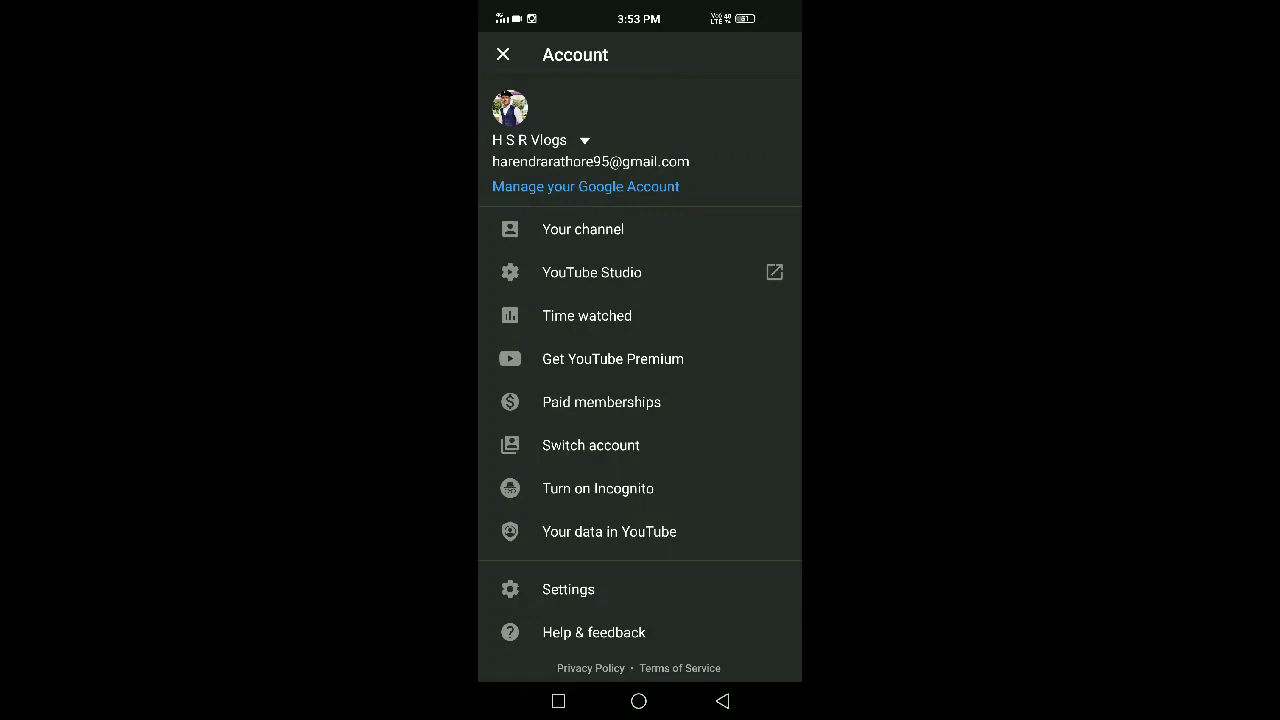 3:53 PM
Account
H S R Vlogs
harendrarathore95@gmail.com
Manage your Google Account
Your channel
YouTube Studio
Time watched
Get YouTube Premium
Paid memberships
Switch account
Turn on Incognito
Your data in YouTube
Settings
Help & feedback
Privacy Policy • Terms of Service